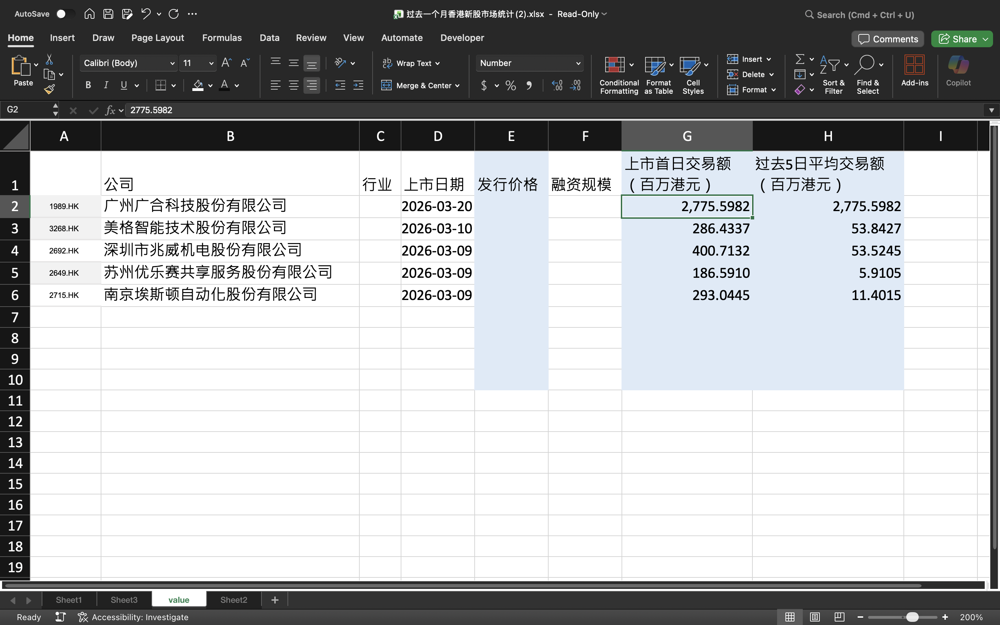 AutoSave
过去一个月香港新股市场统计 (2).xlsx - Read-Only
Search (Cmd + Ctrl + U)
Home Insert Draw Page Layout Formulas Data Review View Automate Developer
Comments Share
Paste
Calibri (Body) 11
B I U A
ab Wrap Text
Merge & Center
Number
$ % 9
Conditional Formatting
Format as Table
Cell Styles
Insert
Delete
Format
Sort & Filter
Find & Select
Add-ins
Copilot
G2 fx 2775.5982
A B C D E F G H I
1 公司 行业 上市日期 发行价格 融资规模 上市首日交易额（百万港元） 过去5日平均交易额（百万港元）
2 1989.HK 广州广合科技股份有限公司 2026-03-20 2,775.5982 2,775.5982
3 3268.HK 美格智能技术股份有限公司 2026-03-10 286.4337 53.8427
4 2692.HK 深圳市兆威机电股份有限公司 2026-03-09 400.7132 53.5245
5 2649.HK 苏州优乐赛共享服务股份有限公司 2026-03-09 186.5910 5.9105
6 2715.HK 南京埃斯顿自动化股份有限公司 2026-03-09 293.0445 11.4015
7
8
9
10
11
12
13
14
15
16
17
18
19
Sheet1 Sheet3 value Sheet2 +
Ready Accessibility: Investigate 200%